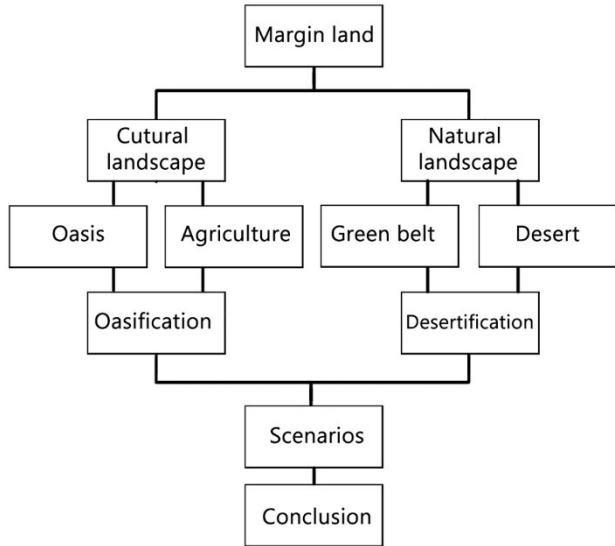 Margin land
Cutural
landscape
Natural
landscape
Oasis
Agriculture
Green belt
Desert
Oasification
Desertification
Scenarios
Conclusion